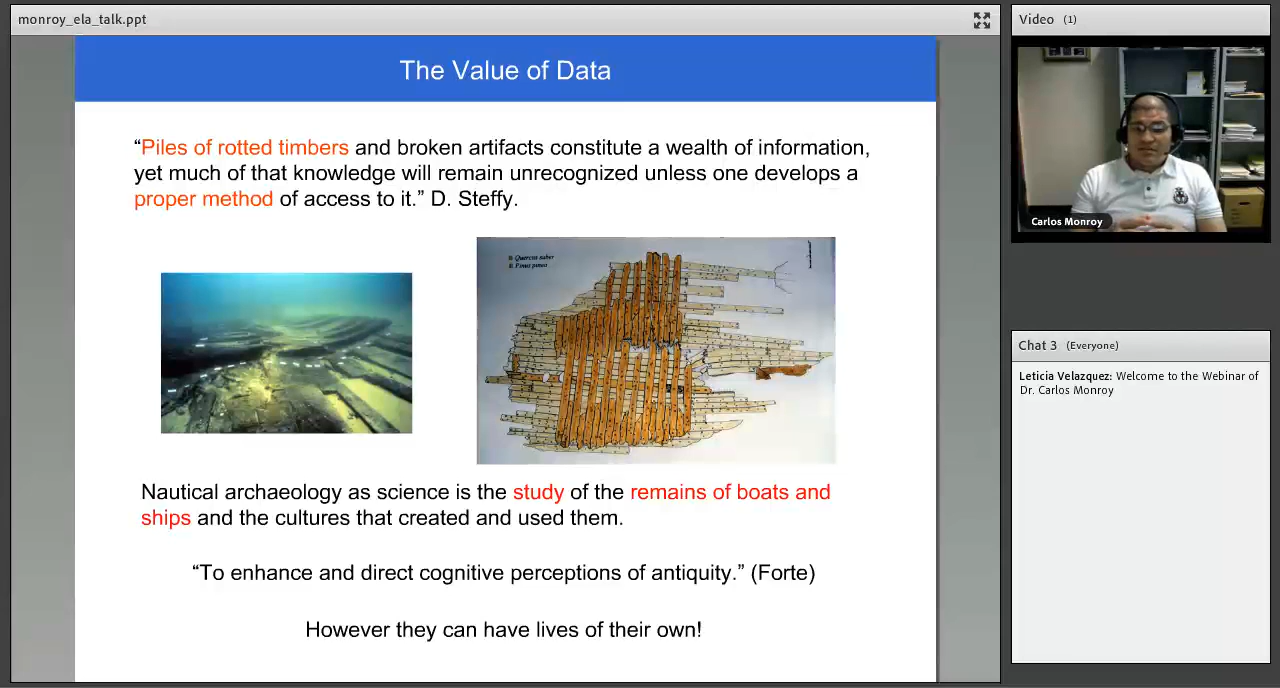 monroy_ela_talk.ppt
The Value of Data
“Piles of rotted timbers and broken artifacts constitute a wealth of information,
yet much of that knowledge will remain unrecognized unless one develops a
proper method of access to it.” D. Steffy.
Quercus suber
Pinus pinea
Nautical archaeology as science is the study of the remains of boats and
ships and the cultures that created and used them.
“To enhance and direct cognitive perceptions of antiquity.” (Forte)
However they can have lives of their own!
Video (1)
Carlos Monroy
Chat 3 (Everyone)
Leticia Velazquez: Welcome to the Webinar of
Dr. Carlos Monroy